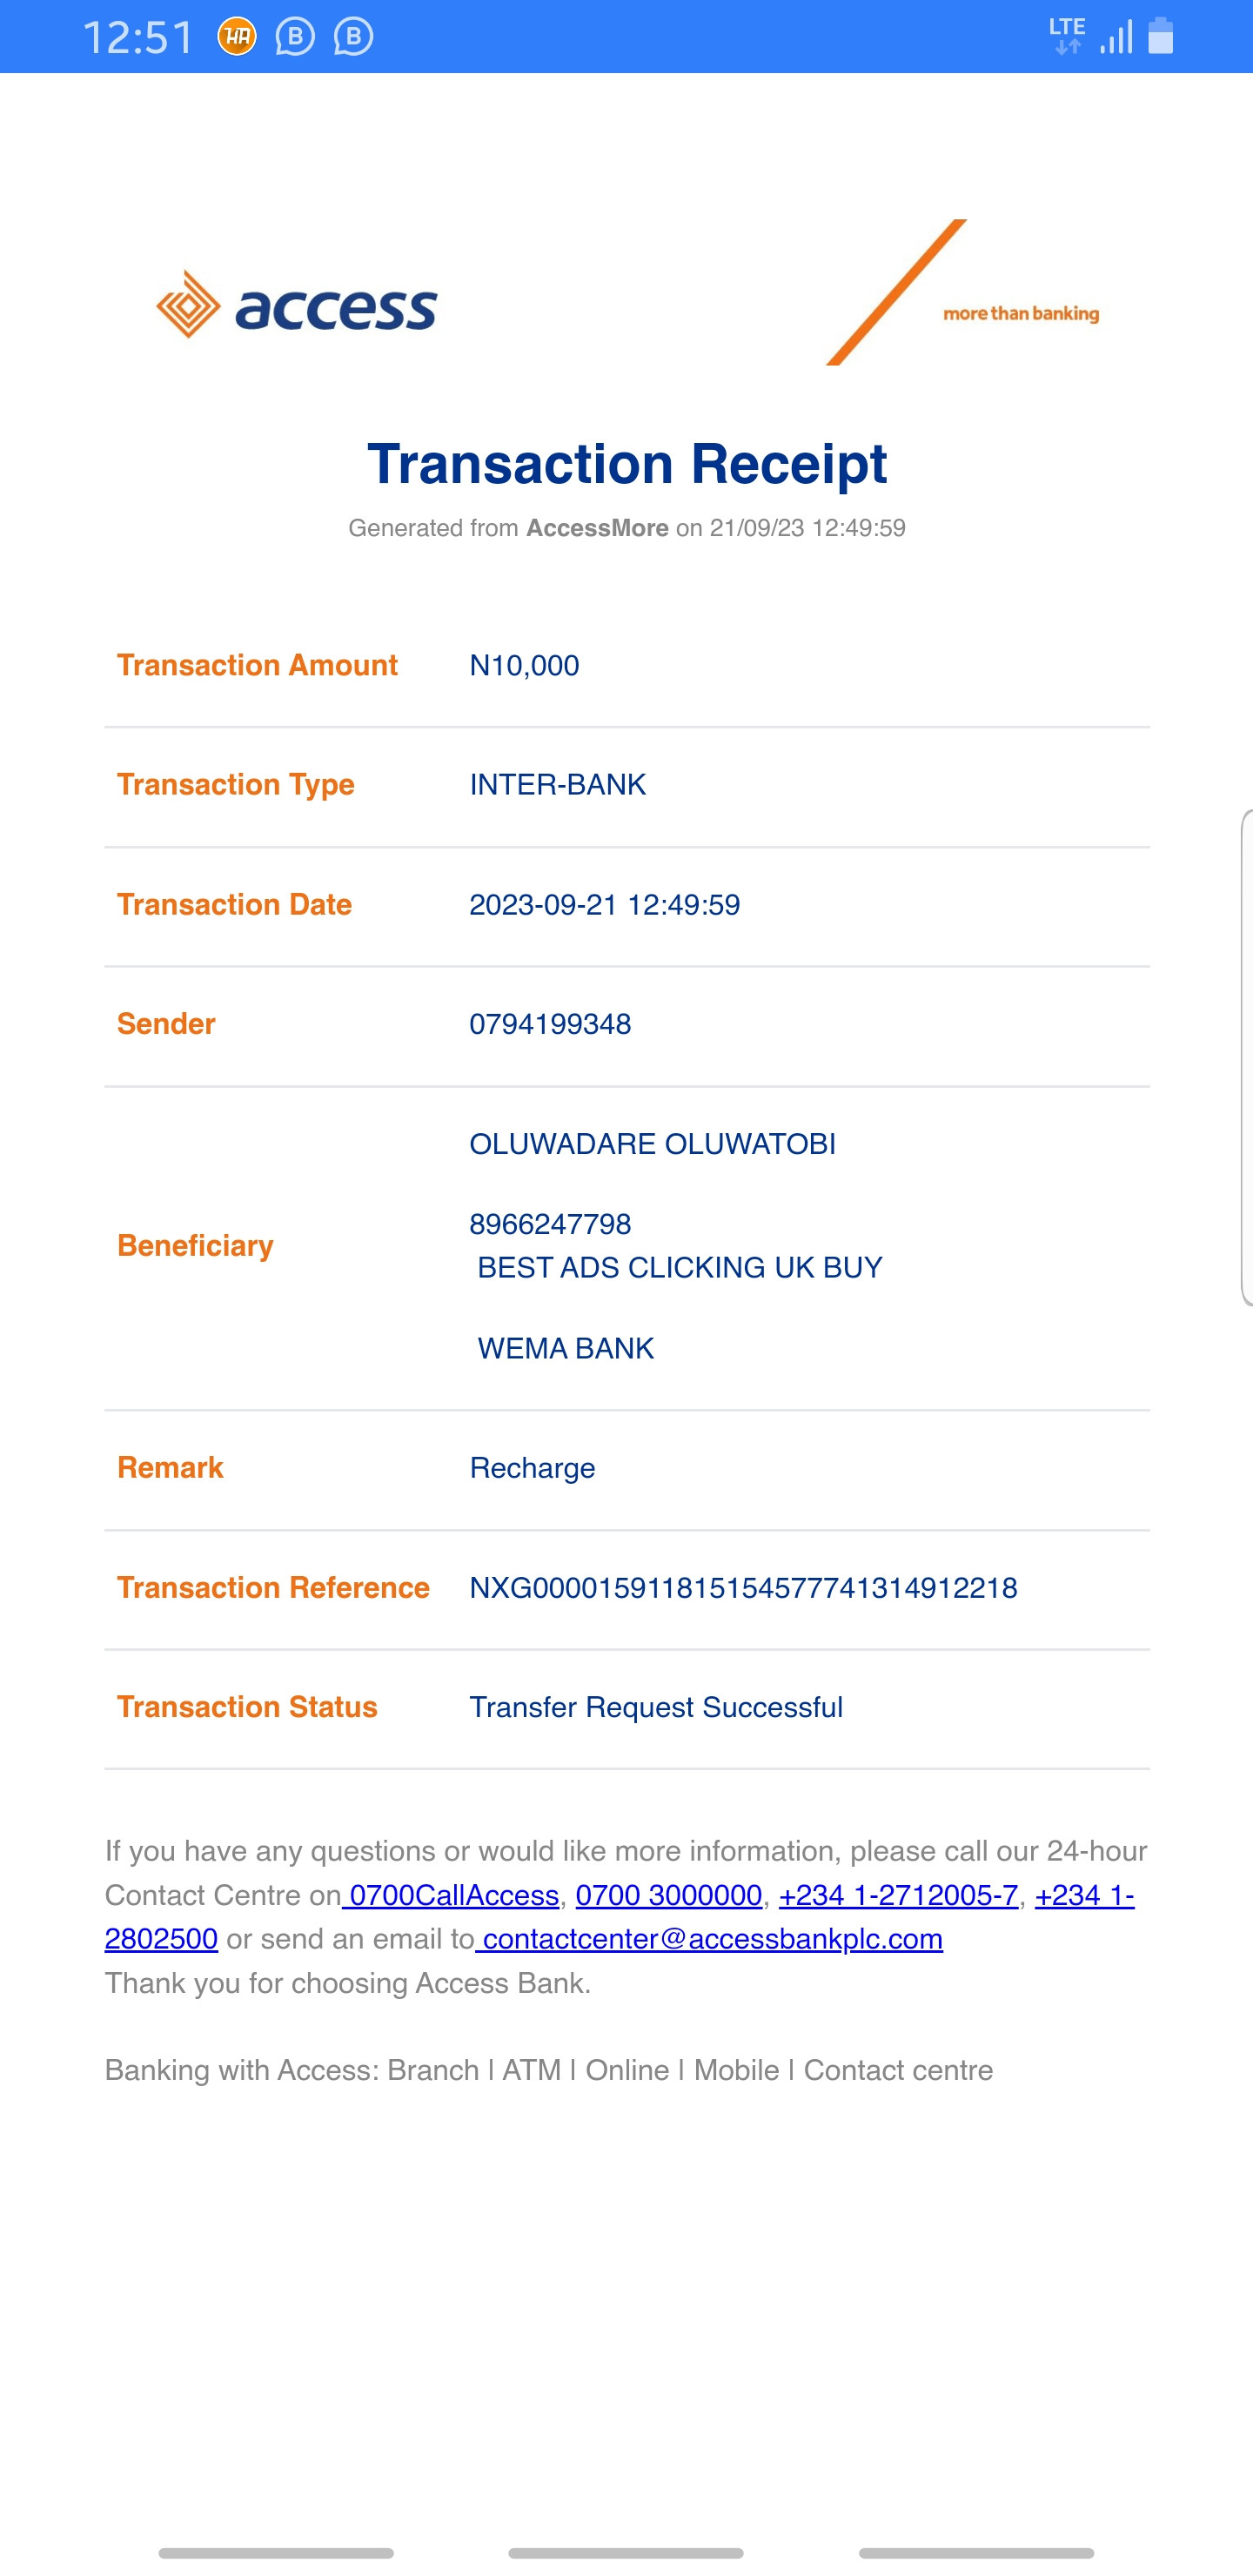 12:51 HA B B LTE
access
more than banking
Transaction Receipt
Generated from AccessMore on 21/09/23 12:49:59
Transaction Amount N10,000
Transaction Type INTER-BANK
Transaction Date 2023-09-21 12:49:59
Sender 0794199348
OLUWADARE OLUWATOBI
8966247798
Beneficiary
BEST ADS CLICKING UK BUY
WEMA BANK
Remark Recharge
Transaction Reference NXG000015911815154577741314912218
Transaction Status Transfer Request Successful
If you have any questions or would like more information, please call our 24-hour
Contact Centre on 0700CallAccess, 0700 3000000, +234 1-2712005-7, +234 1-
2802500 or send an email to contactcenter@accessbankplc.com
Thank you for choosing Access Bank.
Banking with Access: Branch | ATM | Online | Mobile | Contact centre